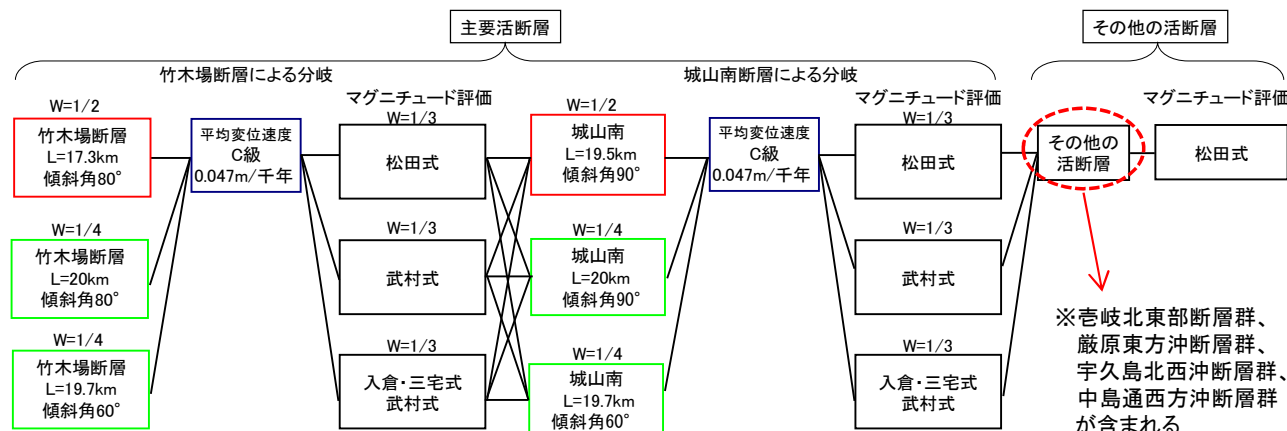 主要活断層
その他の活断層
竹木場断層による分岐
城山南断層による分岐
W=1/2
マグニチュード評価
W=1/3
W=1/2
マグニチュード評価
W=1/3
マグニチュード評価
竹木場断層
L=17.3km
傾斜角80°
平均変位速度
C級
0.047m/千年
松田式
城山南
L=19.5km
傾斜角90°
平均変位速度
C級
0.047m/千年
松田式
その他の
活断層
松田式
W=1/4
竹木場断層
L=20km
傾斜角80°
W=1/3
武村式
W=1/4
城山南
L=20km
傾斜角90°
W=1/3
武村式
W=1/4
竹木場断層
L=19.7km
傾斜角60°
W=1/3
入倉・三宅式
武村式
W=1/4
城山南
L=19.7km
傾斜角60°
W=1/3
入倉・三宅式
武村式
※壱岐北東部断層群、
厳原東方沖断層群、
宇久島北西沖断層群、
中島通西方沖断層群
が含まれる